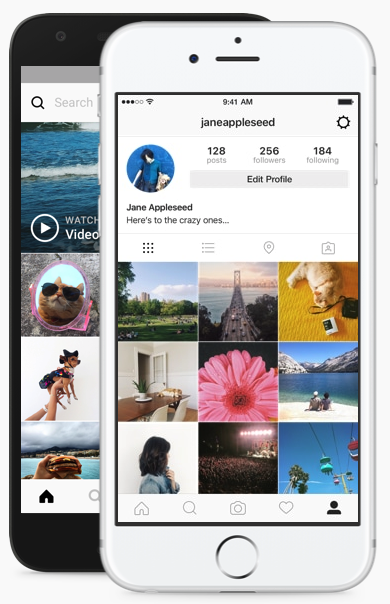 Search
WATCH
Video
9:41 AM
janeappleseed
128
posts
256
followers
184
following
Edit Profile
Jane Appleseed
Here's to the crazy ones...